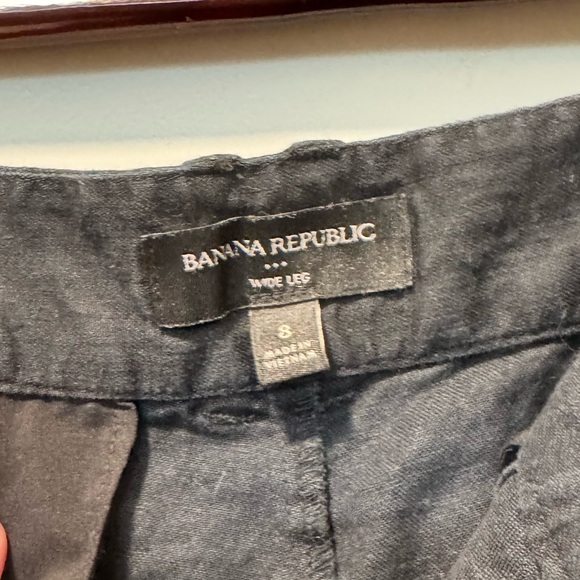 BANANA REPUBLIC
WIDE LEG
8
MADE IN
VIETNAM